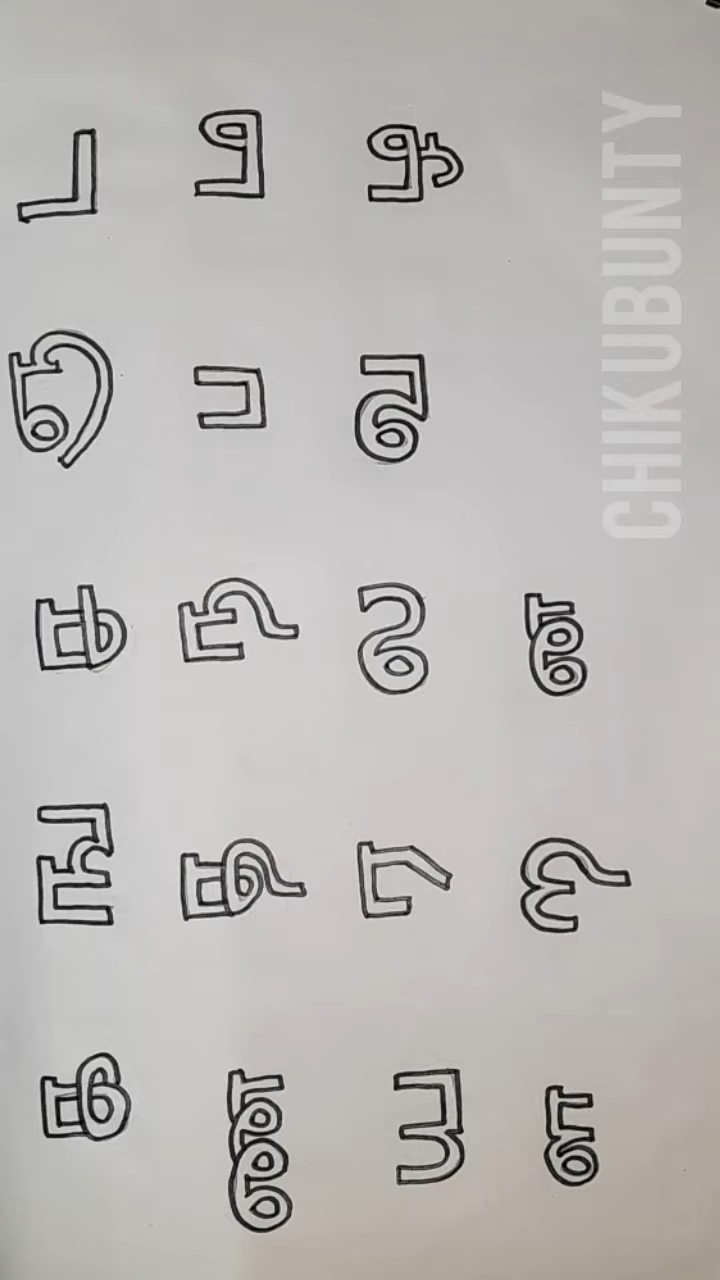 க ங ச ஞ ட
ண த ந ப ம
ய ர ல வ ழ
ள ற ன
CHIKUBUNTY